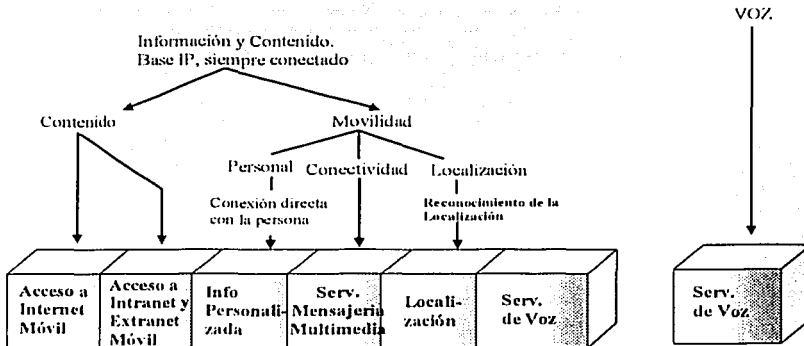 VOZ
Información y Contenido.
Base IP, siempre conectado
Contenido
Movilidad
Personal
Conectividad
Localización
Conexión directa
con la persona
Reconocimiento de la
Localización
Acceso a
Internet
Móvil
Acceso a
Intranet y
Extranet
Móvil
Info
Personali-
zada
Serv.
Mensajería
Multimedia
Locali-
zación
Serv.
de Voz
Serv.
de Voz